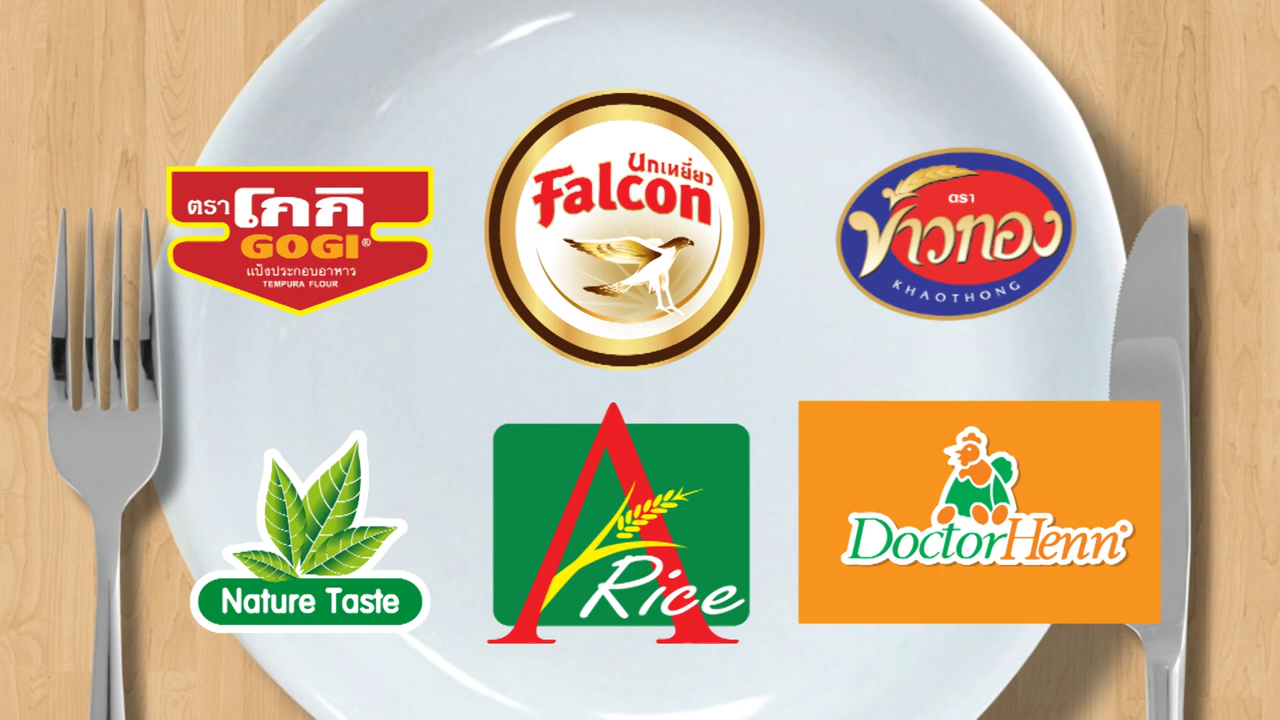 ตราโกกิ
GOGI®
แป้งประกอบอาหาร
TEMPURA FLOUR
นกเหยี่ยว
Falcon
ตรา
ข้าวทอง
KHAOTHONG
Nature Taste
A
Rice
DoctorHenn